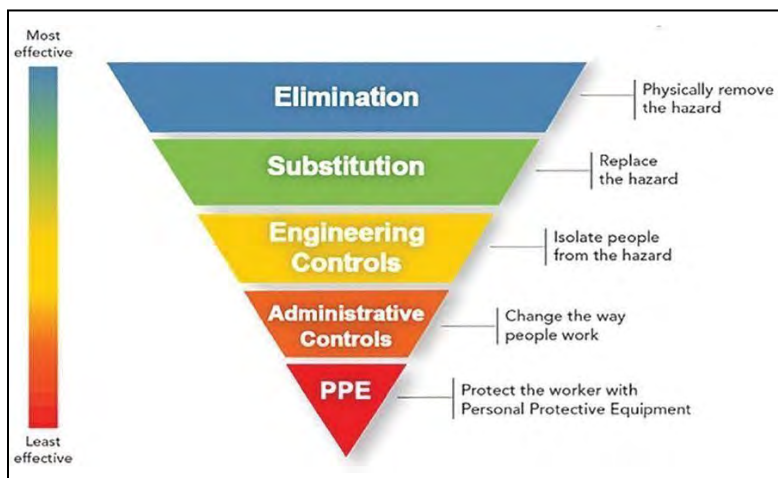 Most
effective
Elimination
Physically remove
the hazard
Substitution
Replace
the hazard
Engineering
Controls
Isolate people
from the hazard
Administrative
Controls
Change the way
people work
PPE
Protect the worker with
Personal Protective Equipment
Least
effective